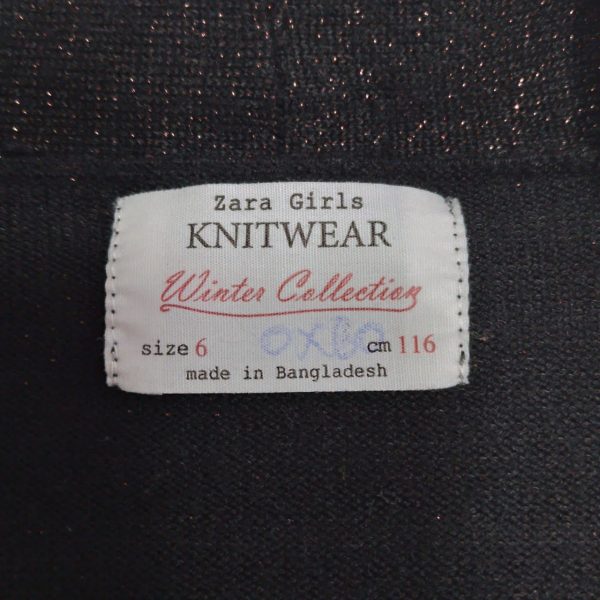 Zara Girls
KNITWEAR
Winter Collection
size 6 cm 116
made in Bangladesh